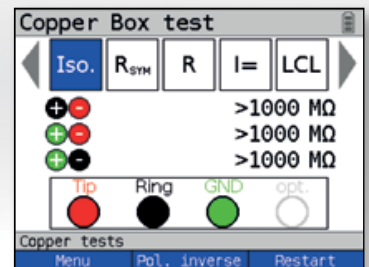 Copper Box test
Iso. RSYM R I= LCL
+ - >1000 MΩ
+ - >1000 MΩ
+ - >1000 MΩ
Tip Ring GND opt.
Copper tests
Menu Pol. inverse Restart